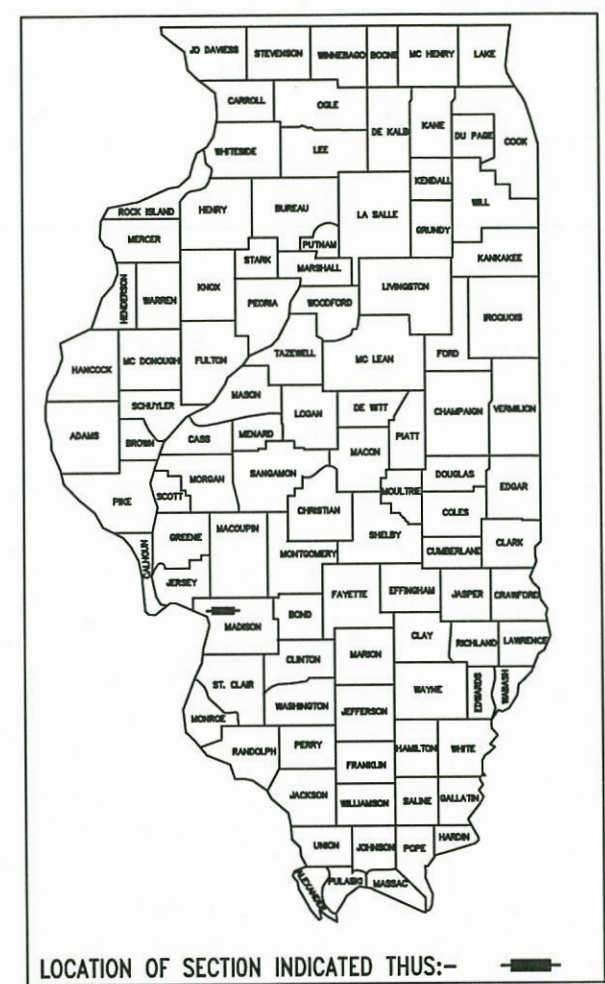 JO DAVIESS STEVENSON WINNEBAGO BOONE MC HENRY LAKE
CARROLL OGLE DE KALB KANE DU PAGE COOK
WHITESIDE LEE
KENDALL
ROCK ISLAND HENRY BUREAU LA SALLE GRUNDY WILL
MERCER PUTNAM
STARK MARSHALL KANKAKEE
HENDERSON WARREN KNOX PEORIA WOODFORD LIVINGSTON IROQUOIS
HANCOCK MC DONOUGH FULTON TAZEWELL MC LEAN FORD
MASON
SCHUYLER LOGAN DE WITT CHAMPAIGN VERMILION
ADAMS BROWN CASS MENARD PIATT
MACON
PIKE SCOTT MORGAN SANGAMON MOULTRIE DOUGLAS EDGAR
CHRISTIAN COLES
CALHOUN GREENE MACOUPIN SHELBY
MONTGOMERY CUMBERLAND CLARK
JERSEY FAYETTE EFFINGHAM JASPER CRAWFORD
MADISON BOND
CLAY RICHLAND LAWRENCE
CLINTON MARION
ST. CLAIR WAYNE EDWARDS WABASH
MONROE WASHINGTON JEFFERSON
RANDOLPH PERRY HAMILTON WHITE
FRANKLIN
JACKSON WILLIAMSON SALINE GALLATIN
HARDIN
UNION JOHNSON POPE
ALEXANDER PULASKI MASSAC
LOCATION OF SECTION INDICATED THUS:-